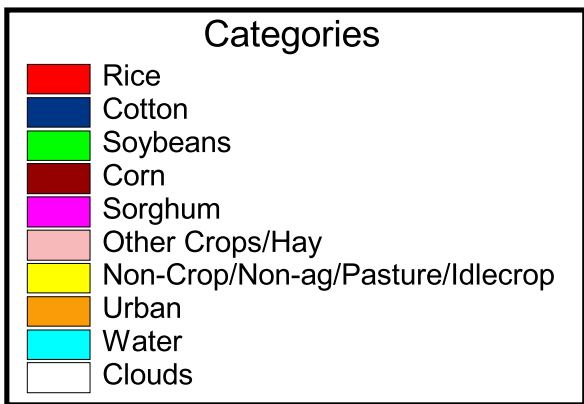 Categories
Rice
Cotton
Soybeans
Corn
Sorghum
Other Crops/Hay
Non-Crop/Non-ag/Pasture/Idlecrop
Urban
Water
Clouds